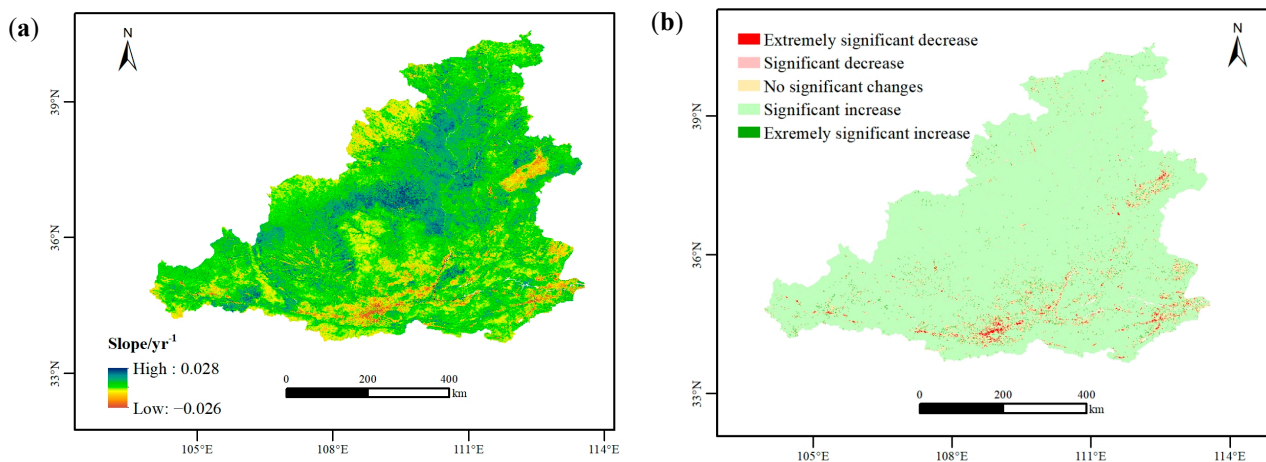 (a)
N
39°N
36°N
33°N
Slope/yr-1
High : 0.028
Low: −0.026
0 200 400
km
105°E 108°E 111°E 114°E
(b)
Extremely significant decrease
Significant decrease
No significant changes
Significant increase
Exremely significant increase
N
39°N
36°N
33°N
0 200 400
km
105°E 108°E 111°E 114°E